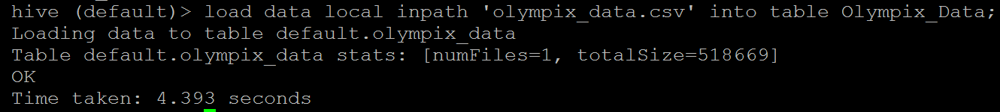 hive (default)> load data local inpath 'olympix_data.csv' into table Olympix_Data;
Loading data to table default.olympix_data
Table default.olympix_data stats: [numFiles=1, totalSize=518669]
OK
Time taken: 4.393 seconds